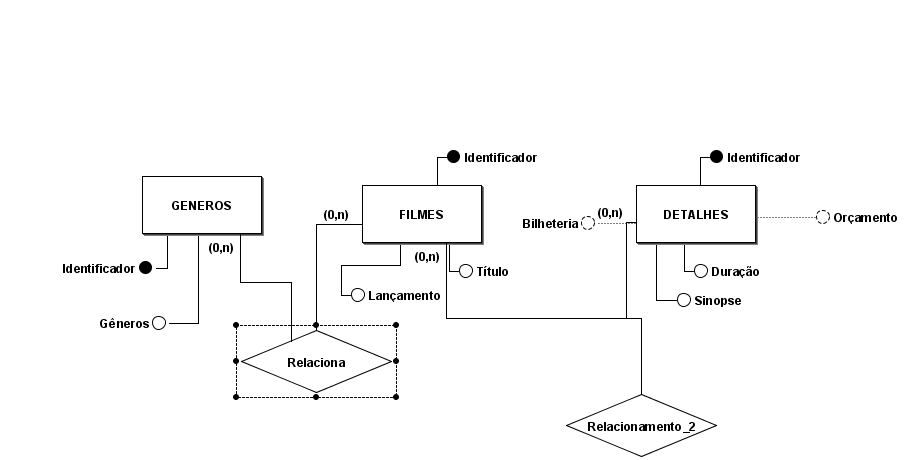 Identificador
Identificador
GENEROS
(0,n)
FILMES
Bilheteria
(0,n)
DETALHES
Orçamento
(0,n)
(0,n)
Identificador
Título
Duração
Lançamento
Sinopse
Gêneros
Relaciona
Relacionamento_2